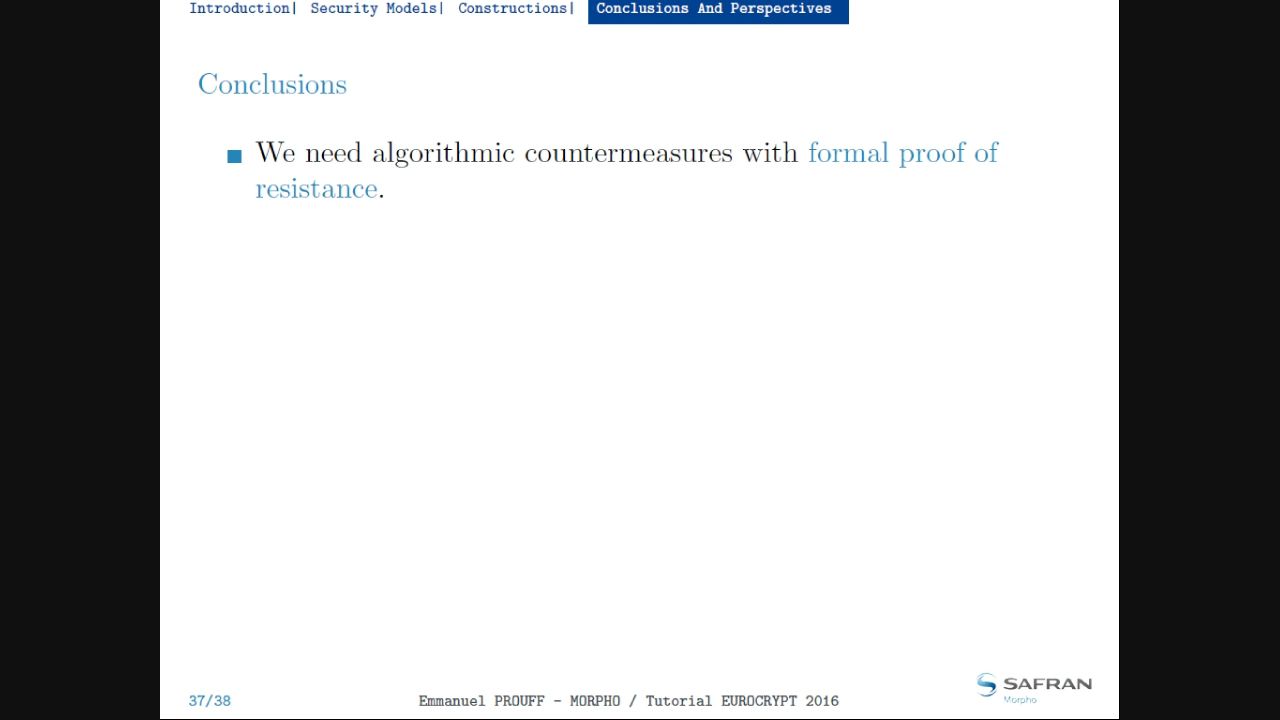 Introduction| Security Models| Constructions| Conclusions And Perspectives
Conclusions
We need algorithmic countermeasures with formal proof of
resistance.
SAFRAN
Morpho
37/38 Emmanuel PROUFF – MORPHO / Tutorial EUROCRYPT 2016